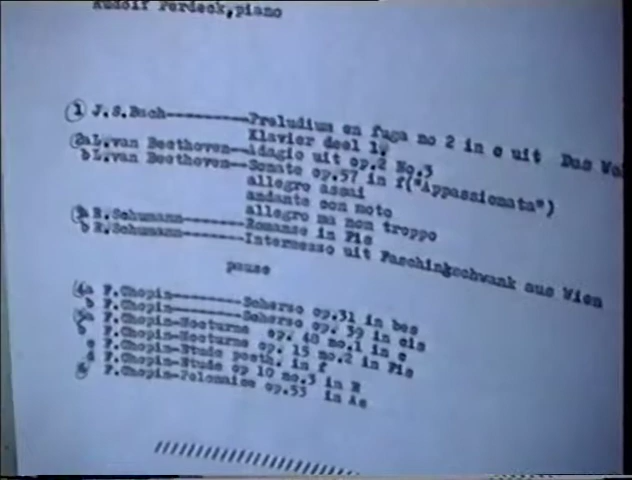 Rudolf Perdeck,piano
1 J.S.Bach----------Preludium en fuga no 2 in c uit Das Wo
Klavier deel 1.
2a L.van Beethoven--Adagio uit op.2 No.3
b L.van Beethoven--Sonate op.57 in f("Appassionata")
allegro assai
andante con moto
allegro ma non troppo
3a R.Schumann-------Romanse in Fis
b R.Schumann-------Intermezzo uit Faschingschwank aus Wien
pause
4a F.Chopin---------Scherzo op.31 in bes
b F.Chopin---------Scherzo op. 39 in cis
5a F.Chopin-Nocturne op. 48 no.1 in c
F.Chopin-Nocturne op. 15 no.2 in Fis
c F.Chopin-Etude posth. in f
d F.Chopin-Etude op 10 no.3 in E
6 F.Chopin-Polonaise op.53 in As